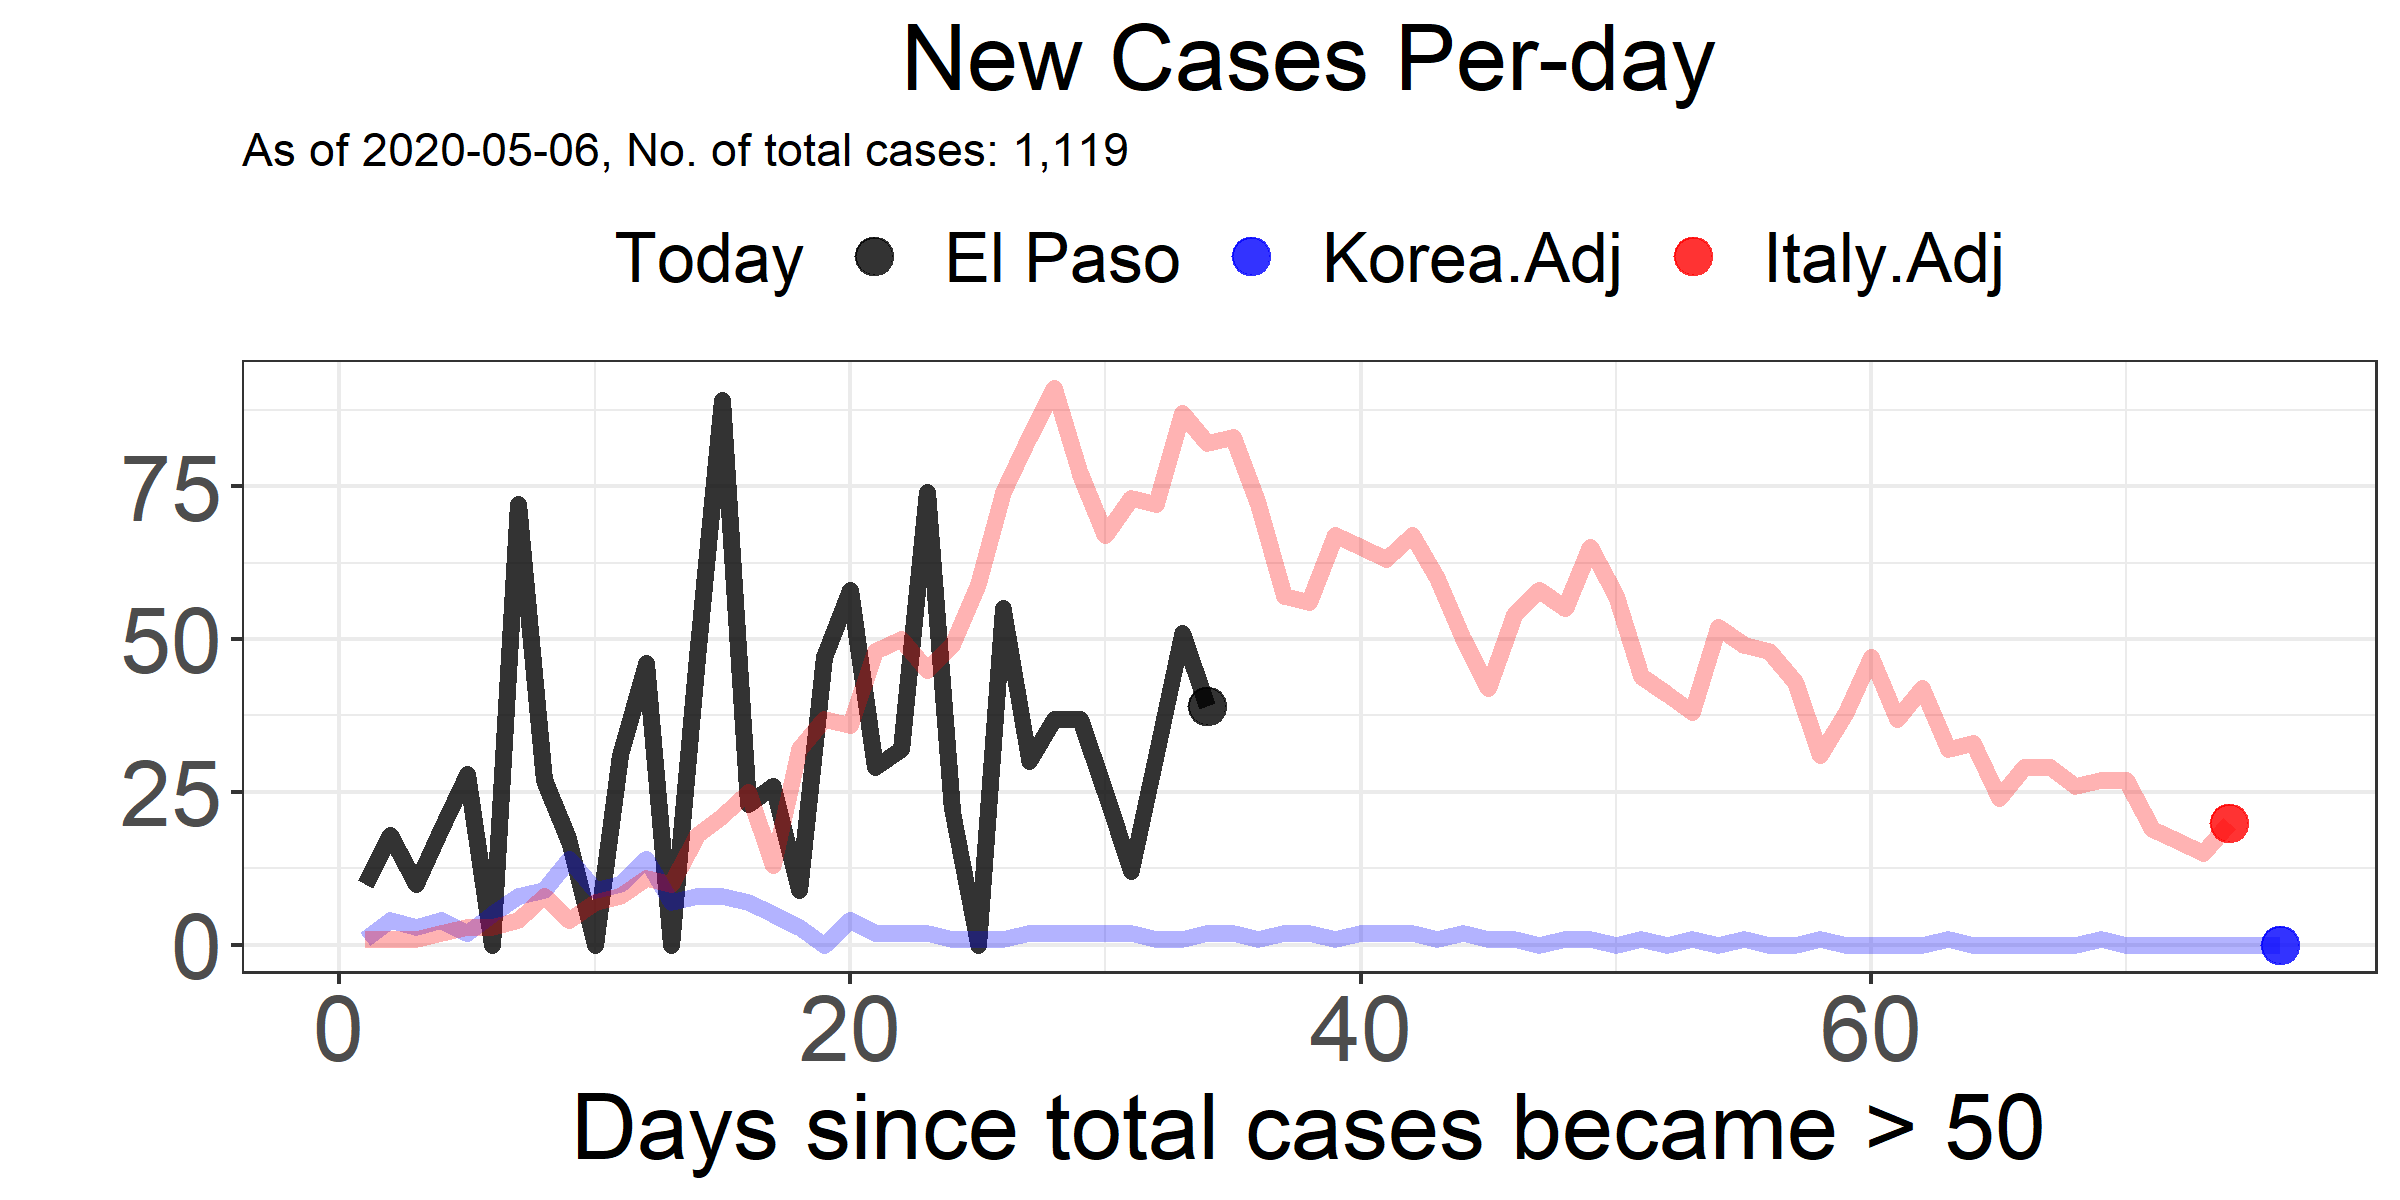 New Cases Per-day
As of 2020-05-06, No. of total cases: 1,119
Today El Paso Korea.Adj Italy.Adj
75
50
25
0
0 20 40 60
Days since total cases became > 50